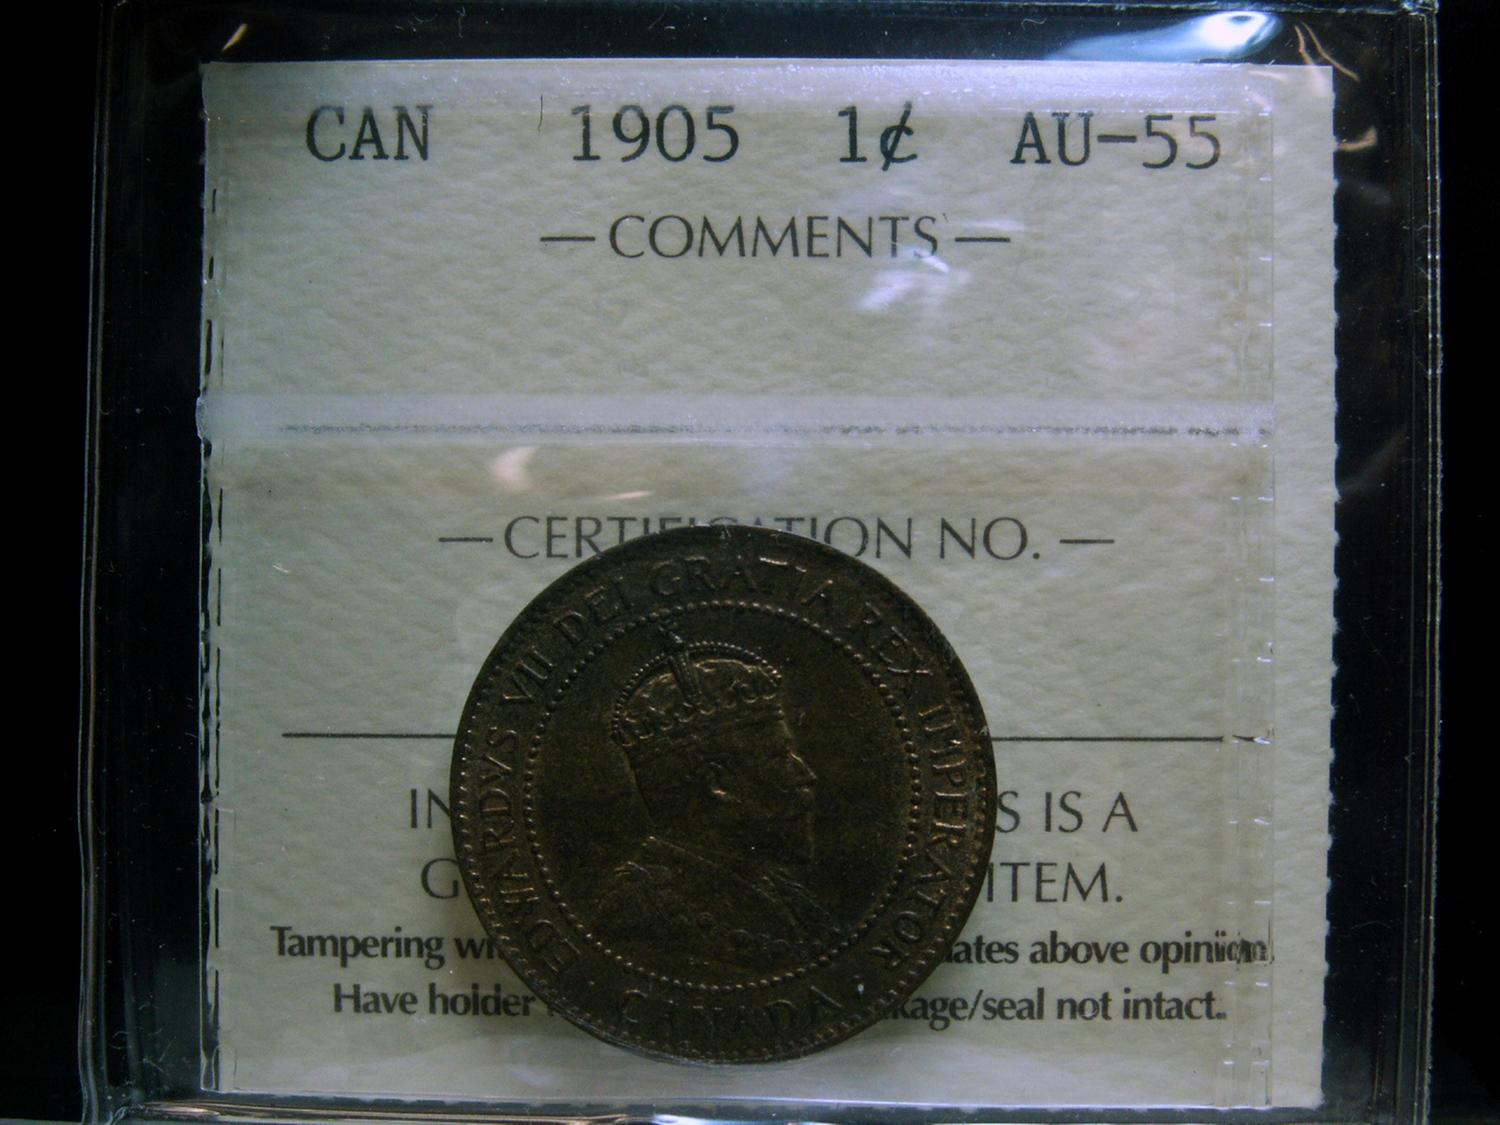 CAN 1905 1¢ AU-55
— COMMENTS —
— CERTIFICATION NO. —
EDWARDVS VII DEI GRATIA REX IMPERATOR
CANADA
IN S IS A
G ITEM.
Tampering wi ates above opinion
Have holder kage/seal not intact.